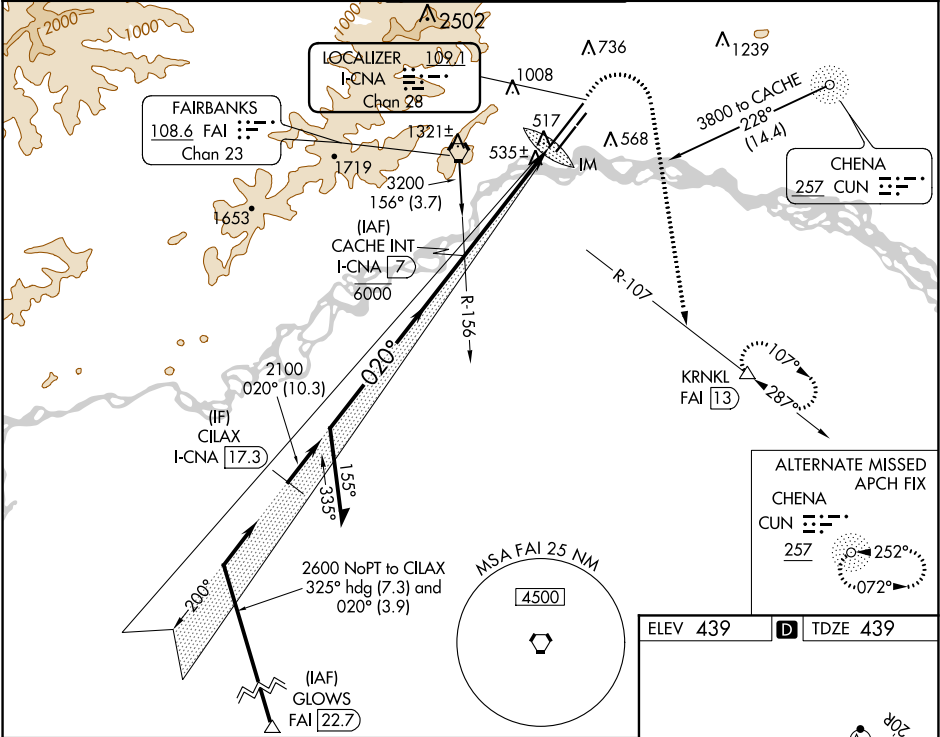 2000
1000
1000
2502
LOCALIZER 109.1
I-CNA
Chan 28
736
1239
1008
FAIRBANKS
108.6 FAI
Chan 23
1321±
517
535±
568
IM
3800 to CACHE
228°
(14.4)
CHENA
257 CUN
1719
1653
3200
156° (3.7)
(IAF)
CACHE INT
I-CNA 7
6000
R-156
R-107
020°
2100
020° (10.3)
(IF)
CILAX
I-CNA 17.3
107°
287°
KRNKL
FAI 13
335°
155°
200°
2600 NoPT to CILAX
325° hdg (7.3) and
020° (3.9)
(IAF)
GLOWS
FAI 22.7
MSA FAI 25 NM
4500
ALTERNATE MISSED
APCH FIX
CHENA
CUN
257
252°
072°
ELEV 439 D TDZE 439
20R